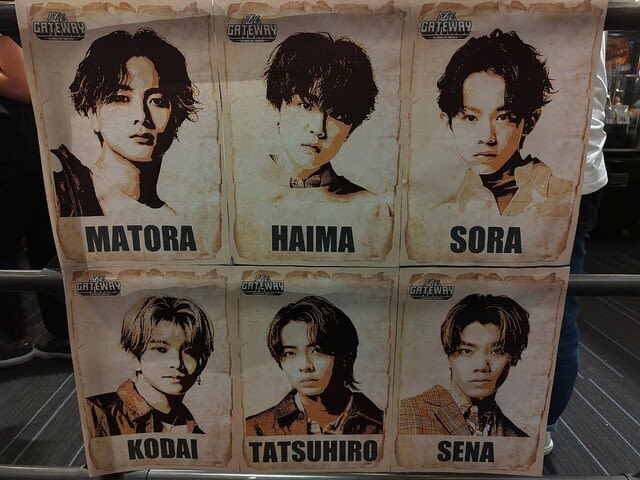 GATEWAY
GATEWAY
GATEWAY
MATORA
HAIMA
SORA
GATEWAY
GATEWAY
GATEWAY
KODAI
TATSUHIRO
SENA